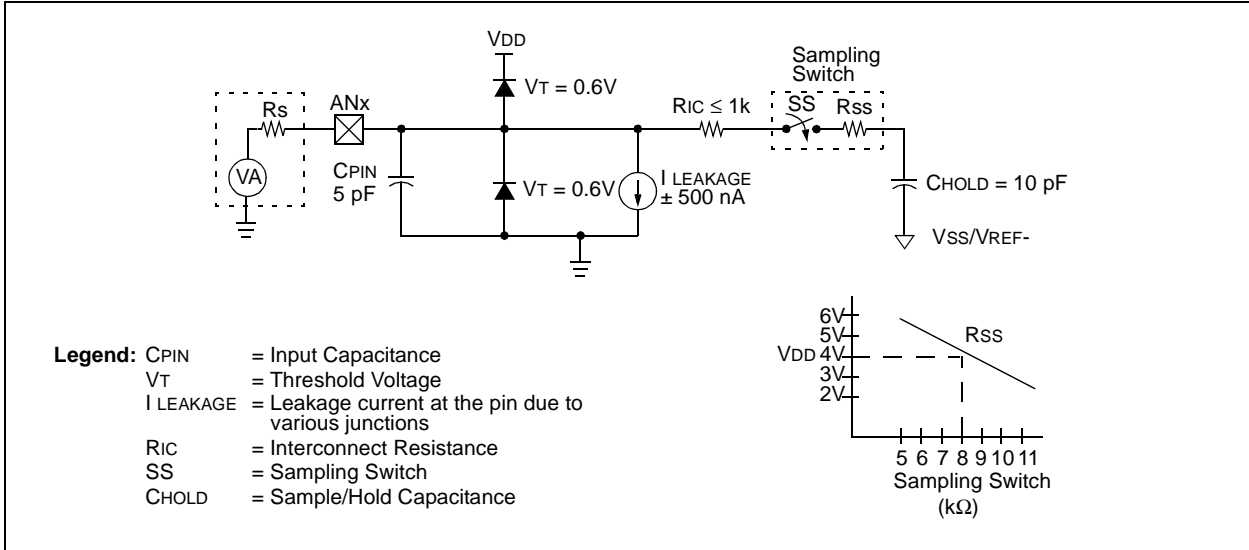 VDD
Sampling
Switch
VT = 0.6V
Rs
ANx
RIC ≤ 1k
SS
RSS
VA
CPIN
5 pF
VT = 0.6V
I LEAKAGE
± 500 nA
CHOLD = 10 pF
VSS/VREF-
6V
5V
VDD 4V
3V
2V
RSS
5 6 7 8 9 10 11
Sampling Switch
(kΩ)
Legend: CPIN = Input Capacitance
VT = Threshold Voltage
I LEAKAGE = Leakage current at the pin due to
various junctions
RIC = Interconnect Resistance
SS = Sampling Switch
CHOLD = Sample/Hold Capacitance